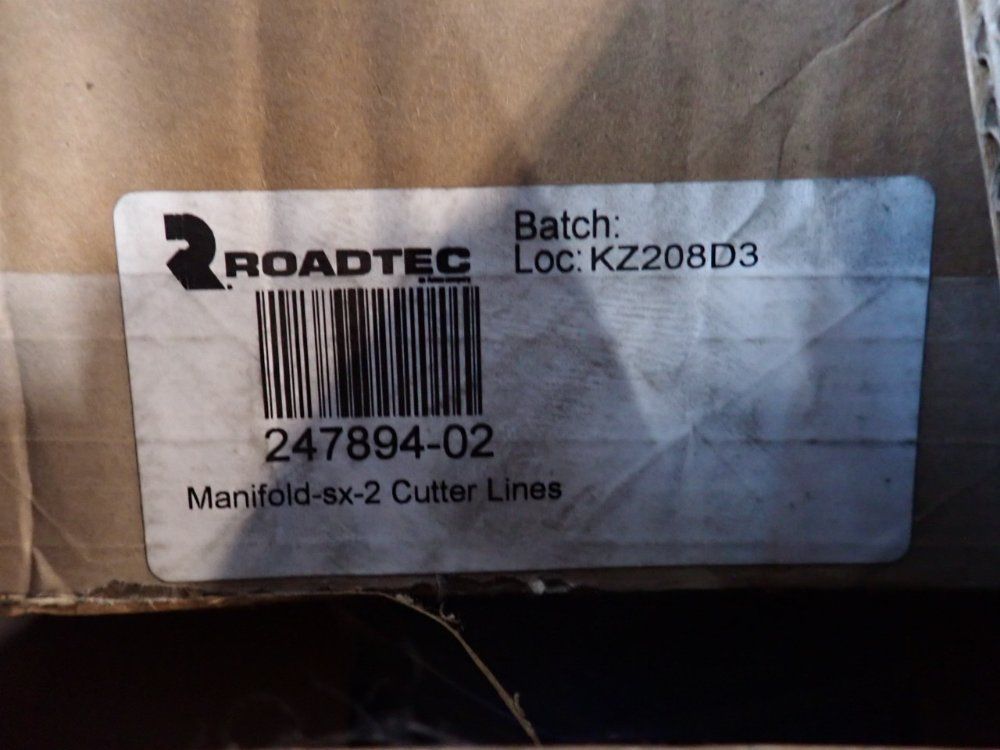 ROADTEC
Batch:
Loc: KZ208D3
247894-02
Manifold-sx-2 Cutter Lines